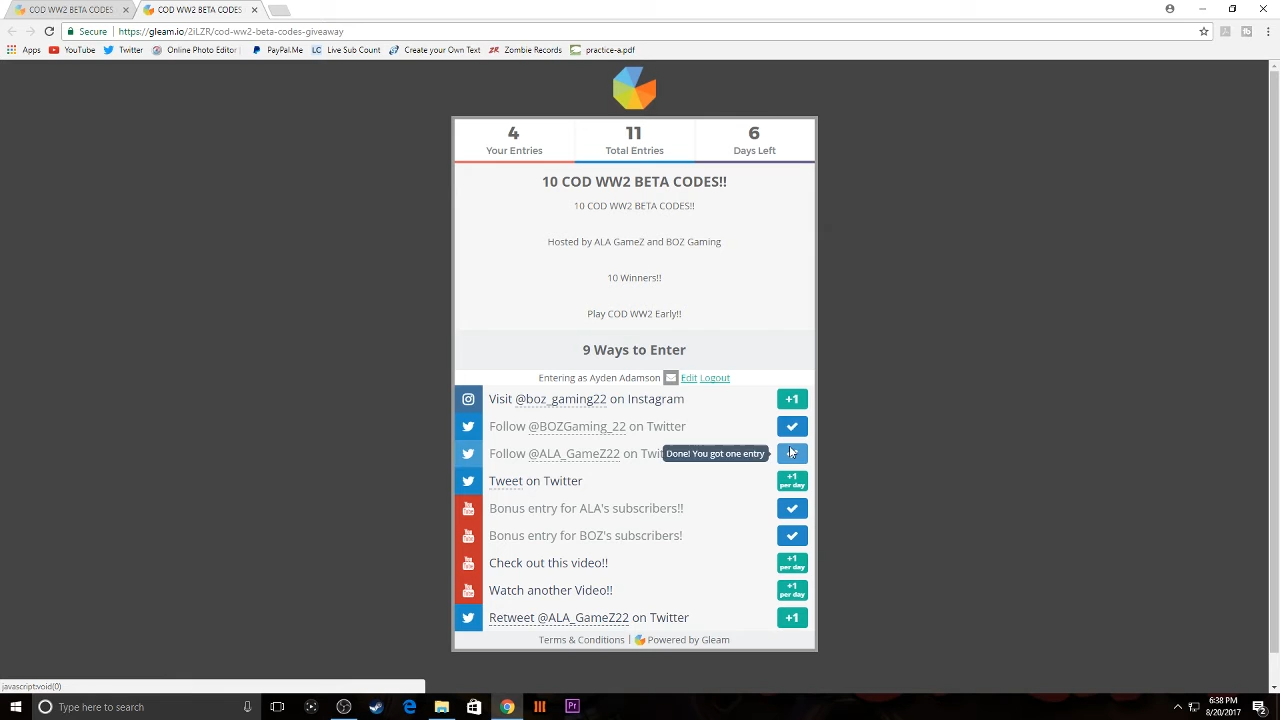 COD WW2 BETA CODES
COD WW2 BETA CODES
Secure
https://gleam.io/2iLZR/cod-ww2-beta-codes-giveaway
Apps
YouTube
Twitter
Online Photo Editor
PayPal.Me
LC Live Sub Count
Create your Own Text
ZR Zombie Records
practice-a.pdf
4
Your Entries
11
Total Entries
6
Days Left
10 COD WW2 BETA CODES!!
10 COD WW2 BETA CODES!!
Hosted by ALA GameZ and BOZ Gaming
10 Winners!!
Play COD WW2 Early!!
9 Ways to Enter
Entering as Ayden Adamson Edit Logout
Visit @boz_gaming22 on Instagram +1
Follow @BOZGaming_22 on Twitter
Follow @ALA_GameZ22 on Done! You got one entry
Tweet on Twitter +1 per day
Bonus entry for ALA's subscribers!!
Bonus entry for BOZ's subscribers!
Check out this video!! +1 per day
Watch another Video!! +1 per day
Retweet @ALA_GameZ22 on Twitter +1
Terms & Conditions | Powered by Gleam
javascript:void(0)
Type here to search
Pr
6:38 PM
8/20/2017
2